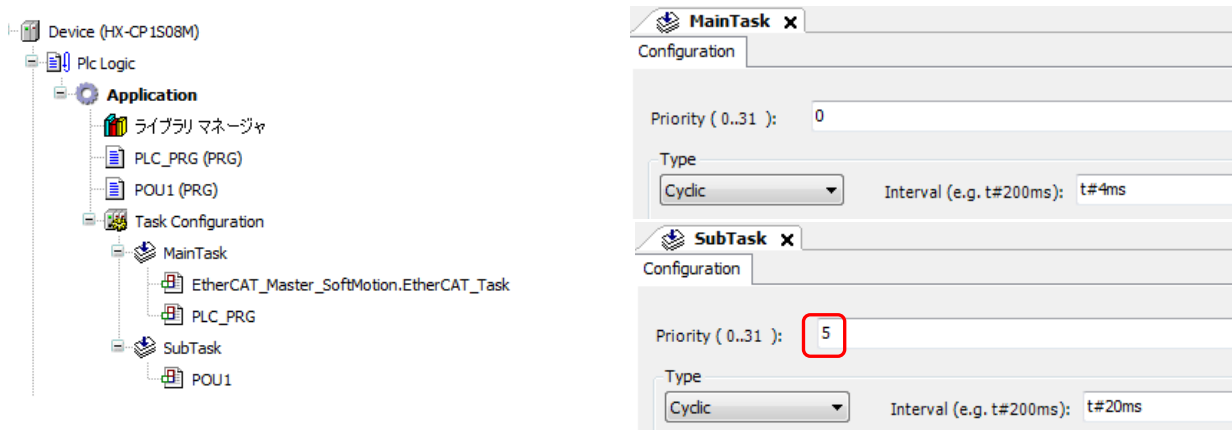 Device (HX-CP1S08M)
Plc Logic
Application
ライブラリ マネージャ
PLC_PRG (PRG)
POU1 (PRG)
Task Configuration
MainTask
EtherCAT_Master_SoftMotion.EtherCAT_Task
PLC_PRG
SubTask
POU1
MainTask x
Configuration
Priority ( 0..31 ): 0
Type
Cyclic Interval (e.g. t#200ms): t#4ms
SubTask x
Configuration
Priority ( 0..31 ): 5
Type
Cyclic Interval (e.g. t#200ms): t#20ms